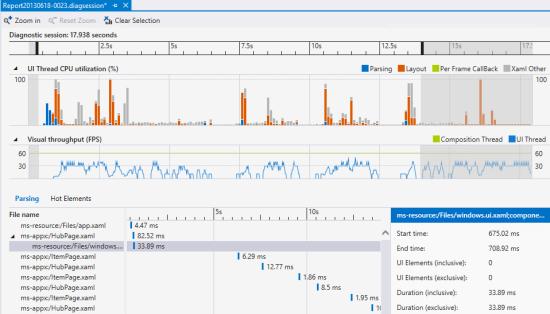 Report20130618-0023.diagsession* X
Zoom in Reset Zoom Clear Selection
Diagnostic session: 17.938 seconds
2.5s 5s 7.5s 10s 12.5s 15s 17.5
UI Thread CPU utilization (%) Parsing Layout Per Frame CallBack Xaml Other
100 100
Visual throughput (FPS) Composition Thread UI Thread
60 60
30 30
Parsing Hot Elements
File name 5s 10s
ms-resource:/Files/app.xaml 4.47 ms
ms-appx:/HubPage.xaml 82.52 ms
ms-resource:/Files/windows... 33.89 ms
ms-appx:/ItemPage.xaml 6.29 ms
ms-appx:/HubPage.xaml 12.77 ms
ms-appx:/ItemPage.xaml 1.86 ms
ms-appx:/HubPage.xaml 8.5 ms
ms-appx:/ItemPage.xaml 1.95 ms
ms-appx:/HubPage.xaml
ms-resource:/Files/windows.ui.xaml;compone...
Start time: 675.02 ms
End time: 708.92 ms
UI Elements (inclusive): 0
UI Elements (exclusive): 0
Duration (inclusive): 33.89 ms
Duration (exclusive): 33.89 ms